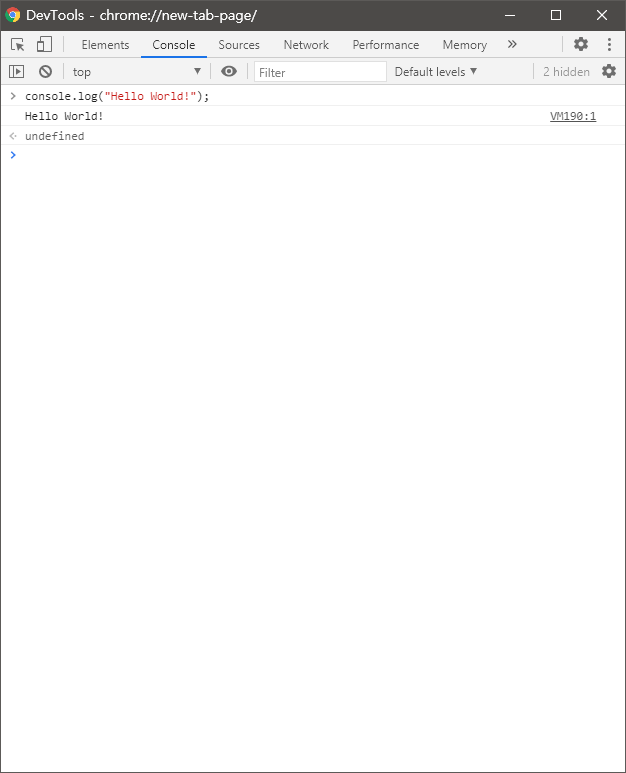 DevTools - chrome://new-tab-page/
Elements Console Sources Network Performance Memory »
top Filter Default levels 2 hidden
> console.log("Hello World!");
Hello World! VM190:1
undefined
>